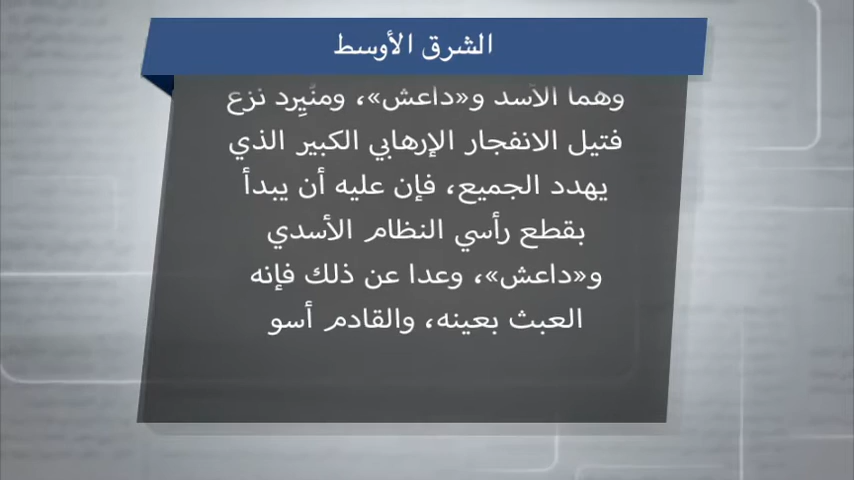 الشرق الأوسط
وهما الأسد و«داعش»، ومنُيِرد نزع
فتيل الانفجار الإرهابي الكبير الذي
يهدد الجميع، فإن عليه أن يبدأ
بقطع رأسي النظام الأسدي
و«داعش»، وعدا عن ذلك فإنه
العبث بعينه، والقادم أسو